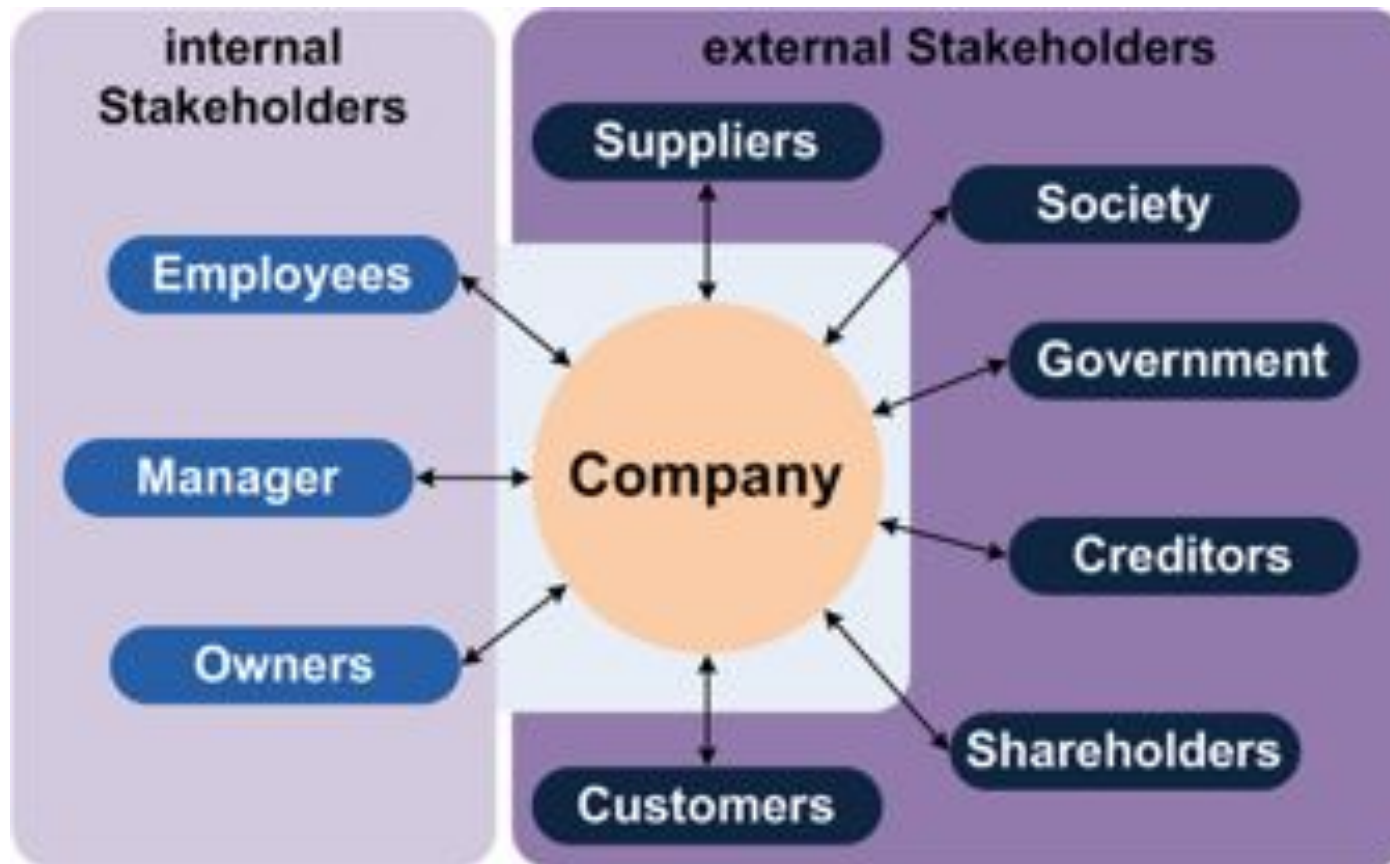 internal
Stakeholders
Employees
Manager
Owners
external Stakeholders
Suppliers
Society
Government
Company
Creditors
Shareholders
Customers